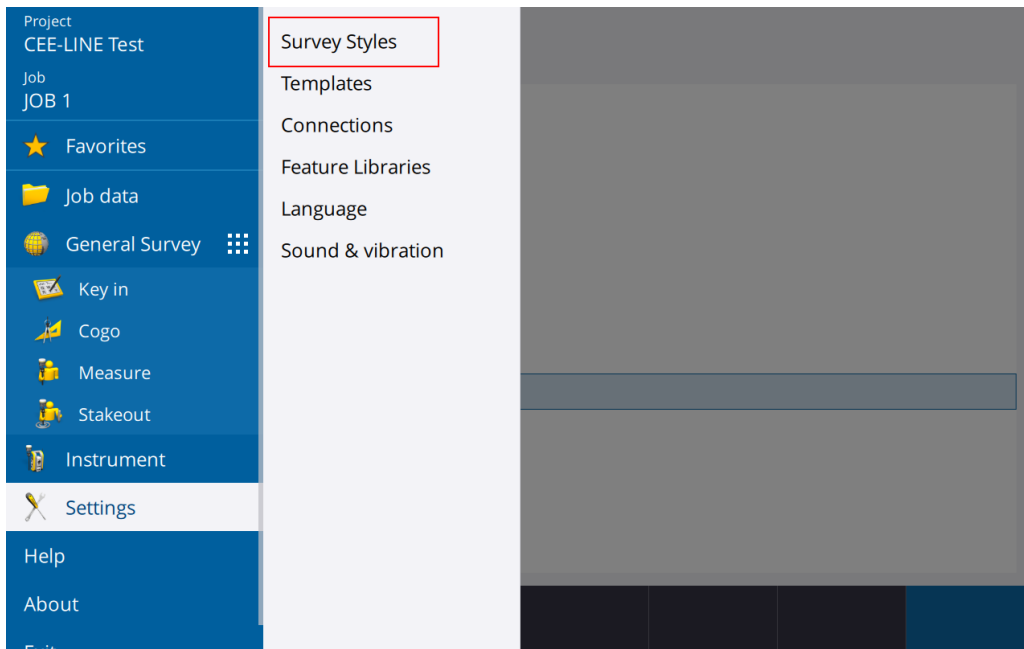 Project
CEE-LINE Test
Job
JOB 1
Favorites
Job data
General Survey
Key in
Cogo
Measure
Stakeout
Instrument
Settings
Help
About
Survey Styles
Templates
Connections
Feature Libraries
Language
Sound & vibration